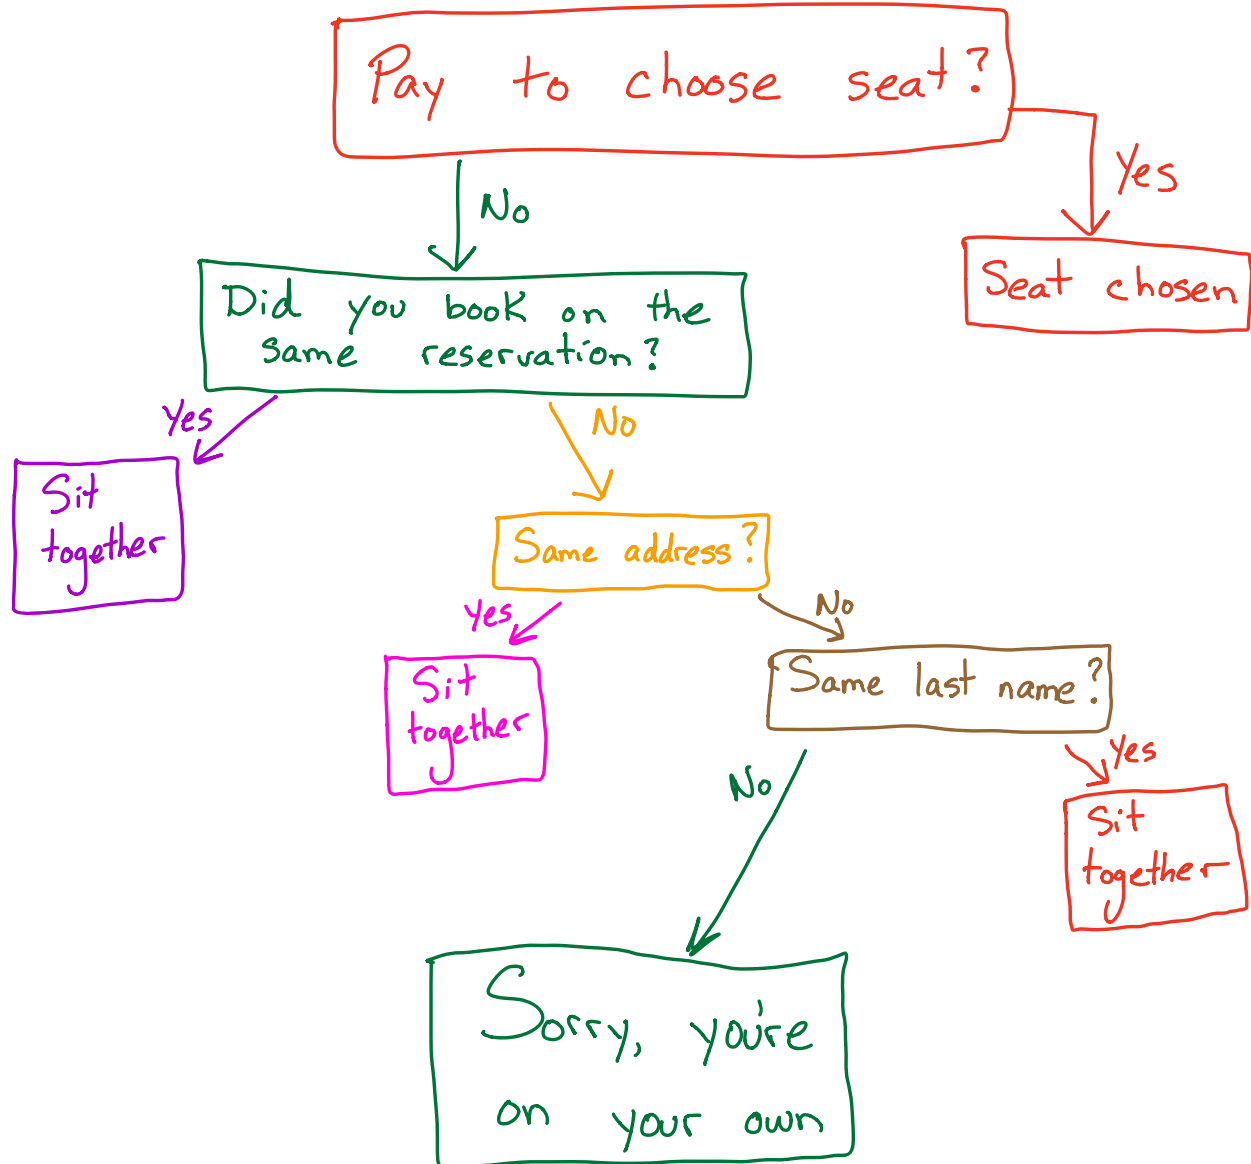 Pay to choose seat?
Yes
No
Seat chosen
Did you book on the
same reservation?
Yes
No
Sit
together
Same address?
Yes
No
Sit
together
Same last name?
No
Yes
Sit
together
Sorry, you're
on your own